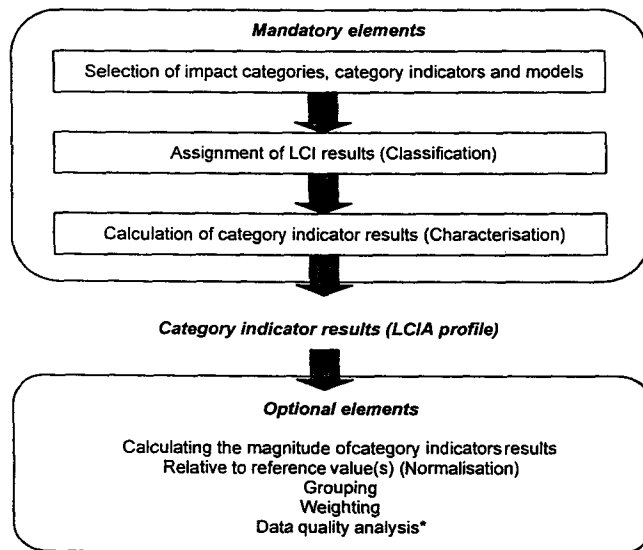 Mandatory elements
Selection of impact categories, category indicators and models
Assignment of LCI results (Classification)
Calculation of category indicator results (Characterisation)
Category indicator results (LCIA profile)
Optional elements
Calculating the magnitude ofcategory indicators results
Relative to reference value(s) (Normalisation)
Grouping
Weighting
Data quality analysis*